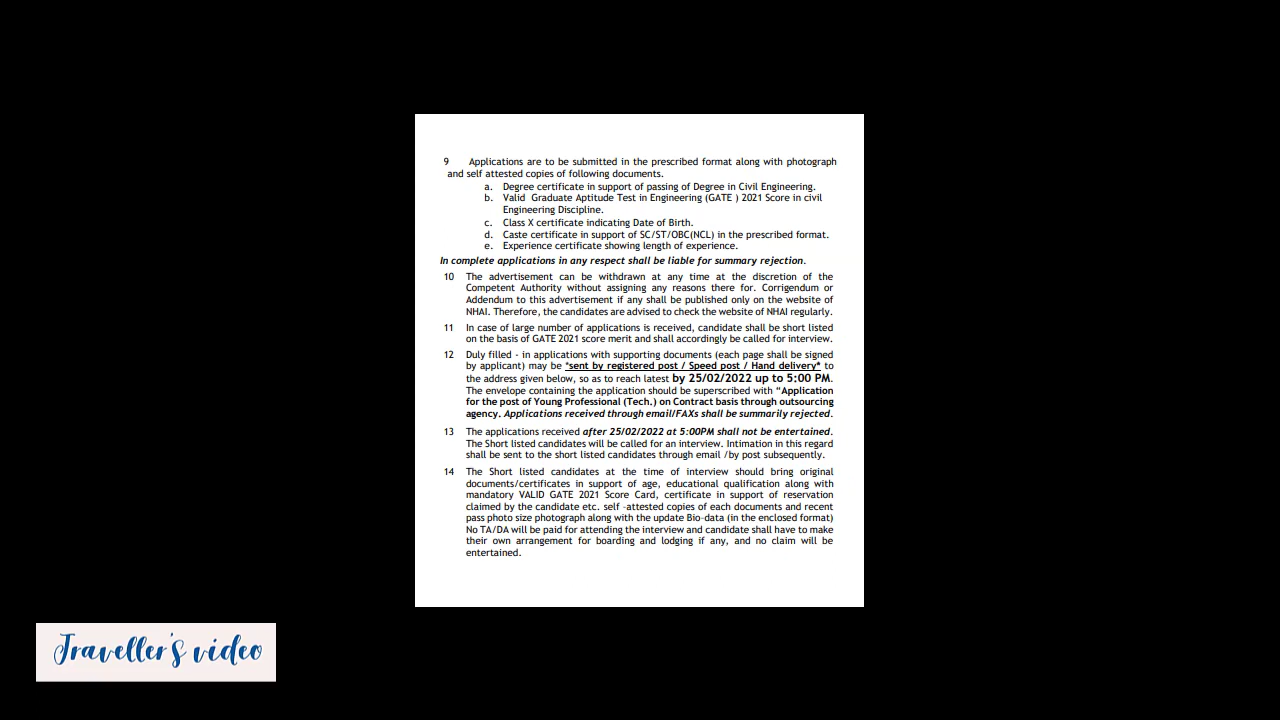 9 Applications are to be submitted in the prescribed format along with photograph
and self attested copies of following documents.
a. Degree certificate in support of passing of Degree in Civil Engineering.
b. Valid Graduate Aptitude Test in Engineering (GATE ) 2021 Score in civil
Engineering Discipline.
c. Class X certificate indicating Date of Birth.
d. Caste certificate in support of SC/ST/OBC(NCL) in the prescribed format.
e. Experience certificate showing length of experience.
In complete applications in any respect shall be liable for summary rejection.
10 The advertisement can be withdrawn at any time at the discretion of the
Competent Authority without assigning any reasons there for. Corrigendum or
Addendum to this advertisement if any shall be published only on the website of
NHAI. Therefore, the candidates are advised to check the website of NHAI regularly.
11 In case of large number of applications is received, candidate shall be short listed
on the basis of GATE 2021 score merit and shall accordingly be called for interview.
12 Duly filled - in applications with supporting documents (each page shall be signed
by applicant) may be *sent by registered post / Speed post / Hand delivery* to
the address given below, so as to reach latest by 25/02/2022 up to 5:00 PM.
The envelope containing the application should be superscribed with "Application
for the post of Young Professional (Tech.) on Contract basis through outsourcing
agency. Applications received through email/FAXs shall be summarily rejected.
13 The applications received after 25/02/2022 at 5:00PM shall not be entertained.
The Short listed candidates will be called for an interview. Intimation in this regard
shall be sent to the short listed candidates through email /by post subsequently.
14 The Short listed candidates at the time of interview should bring original
documents/certificates in support of age, educational qualification along with
mandatory VALID GATE 2021 Score Card, certificate in support of reservation
claimed by the candidate etc. self -attested copies of each documents and recent
pass photo size photograph along with the update Bio-data (in the enclosed format)
No TA/DA will be paid for attending the interview and candidate shall have to make
their own arrangement for boarding and lodging if any, and no claim will be
entertained.
Traveller's video